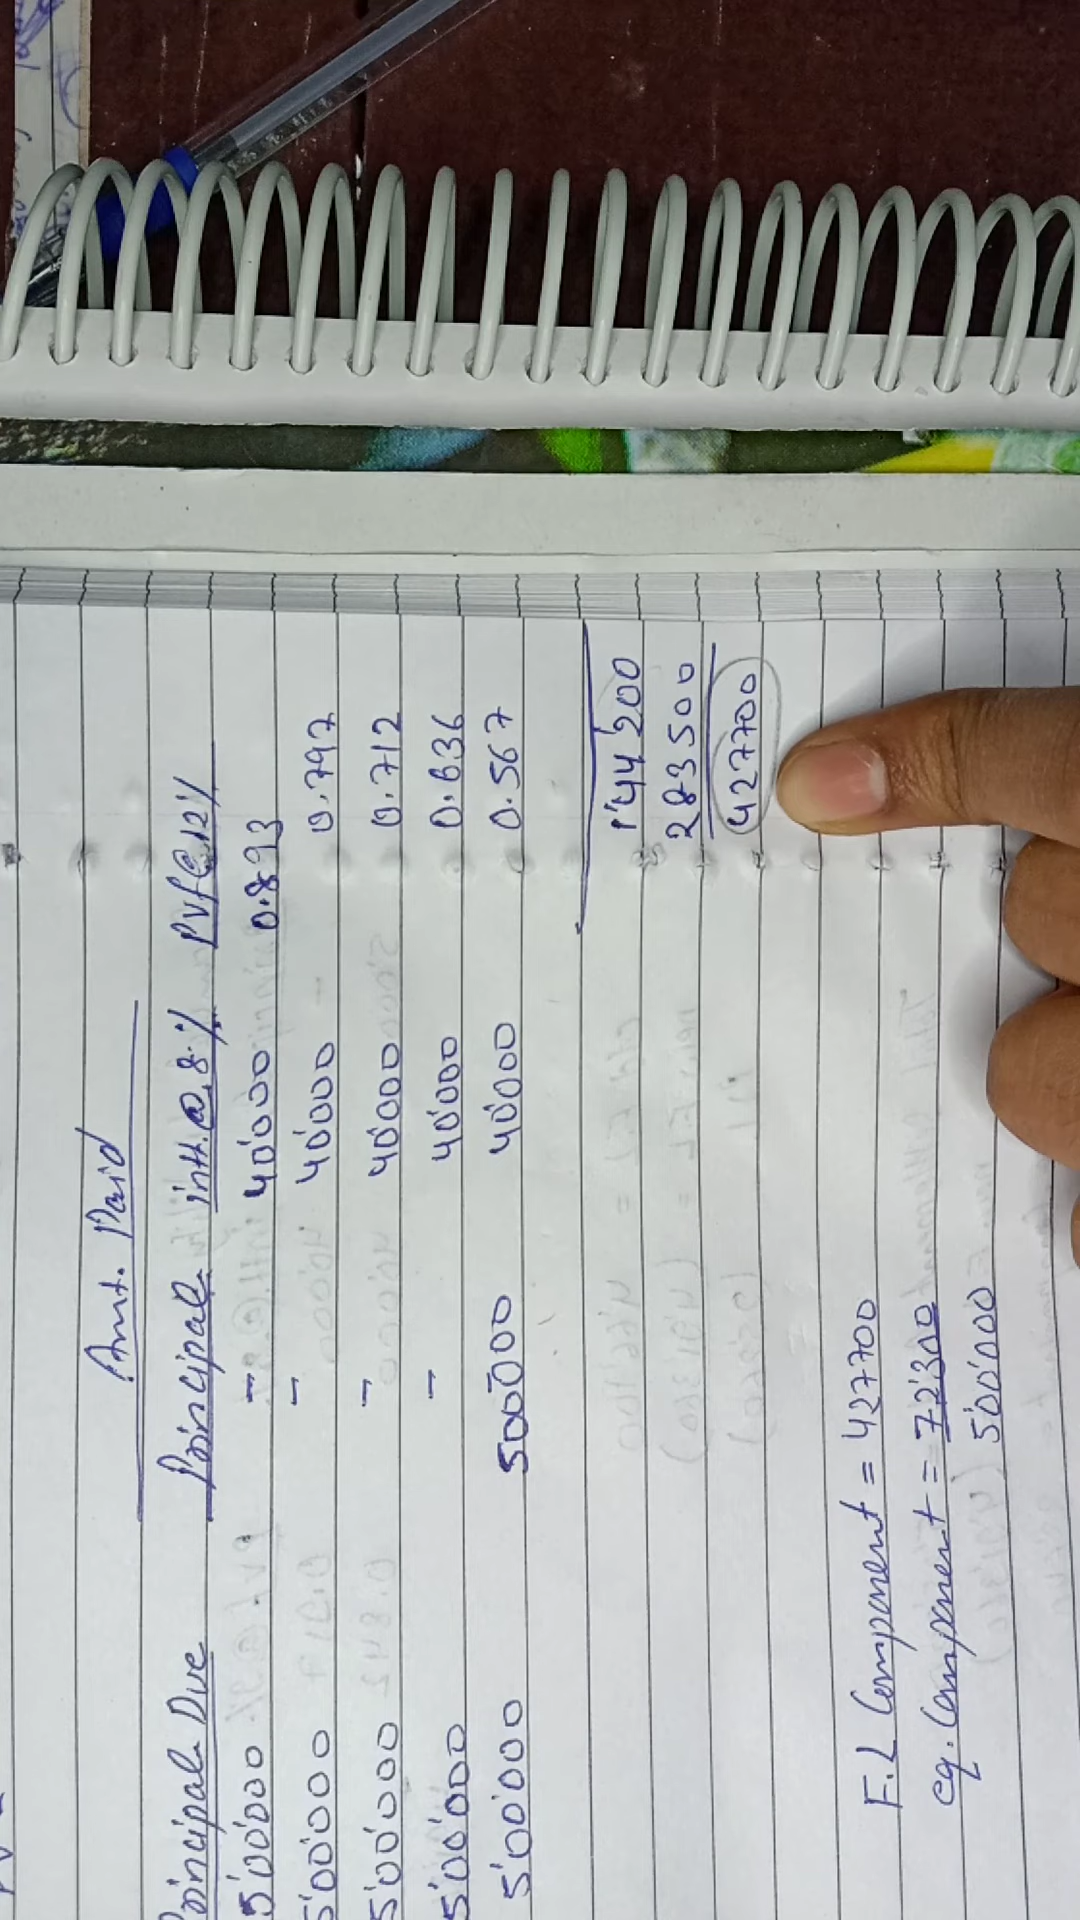 Amt. Paid
Principal Due Principal intt. @ 8% PVf @ 12%
5'00'000 - 40'000 0.893
5'00'000 - 40'000 0.797
5'00'000 - 40'000 0.712
5'00'000 - 40'000 0.636
5'00'000 500'000 40'000 0.567
1'44'200
283500
427700
F.L Component = 427700
eq. Component = 72'300
5'00'000